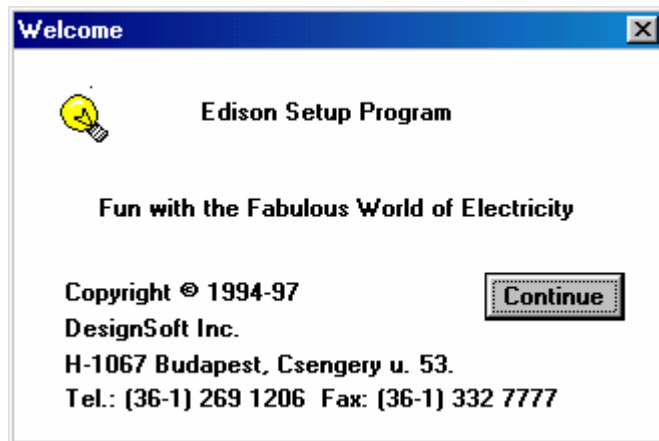 Welcome
Edison Setup Program
Fun with the Fabulous World of Electricity
Copyright © 1994-97
Continue
DesignSoft Inc.
H-1067 Budapest, Csengery u. 53.
Tel.: (36-1) 269 1206 Fax: (36-1) 332 7777